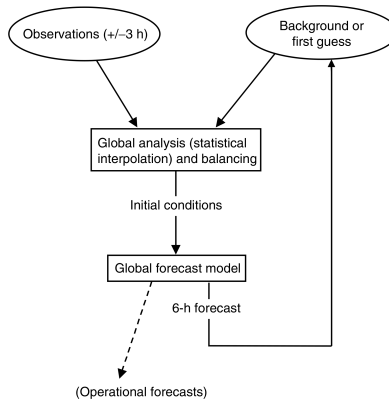 Observations (+/−3 h)
Background or
first guess
Global analysis (statistical
interpolation) and balancing
Initial conditions
Global forecast model
6-h forecast
(Operational forecasts)